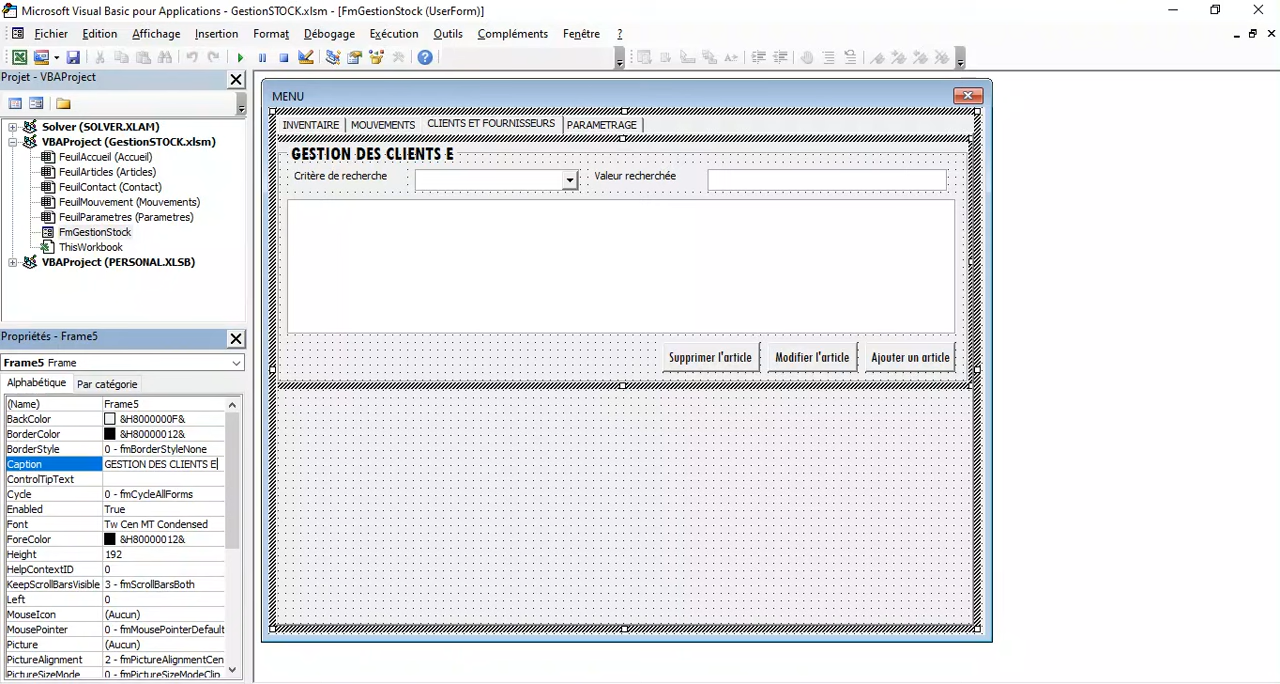 Microsoft Visual Basic pour Applications - GestionSTOCK.xlsm - [FmGestionStock (UserForm)]
Fichier Edition Affichage Insertion Format Débogage Exécution Outils Compléments Fenêtre ?
Projet - VBAProject
Solver (SOLVER.XLAM)
VBAProject (GestionSTOCK.xlsm)
FeuilAccueil (Accueil)
FeuilArticles (Articles)
FeuilContact (Contact)
FeuilMouvement (Mouvements)
FeuilParametres (Parametres)
FmGestionStock
ThisWorkbook
VBAProject (PERSONAL.XLSB)
Propriétés - Frame5
Frame5 Frame
Alphabétique Par catégorie
(Name) Frame5
BackColor &H8000000F&
BorderColor &H80000012&
BorderStyle 0 - fmBorderStyleNone
Caption GESTION DES CLIENTS E
ControlTipText
Cycle 0 - fmCycleAllForms
Enabled True
Font Tw Cen MT Condensed
ForeColor &H80000012&
Height 192
HelpContextID 0
KeepScrollBarsVisible 3 - fmScrollBarsBoth
Left 0
MouseIcon (Aucun)
MousePointer 0 - fmMousePointerDefault
Picture (Aucun)
PictureAlignment 2 - fmPictureAlignmentCen
PictureSizeMode 0 - fmPictureSizeModeClip
MENU
INVENTAIRE MOUVEMENTS CLIENTS ET FOURNISSEURS PARAMETRAGE
GESTION DES CLIENTS E
Critère de recherche Valeur recherchée
Supprimer l'article Modifier l'article Ajouter un article